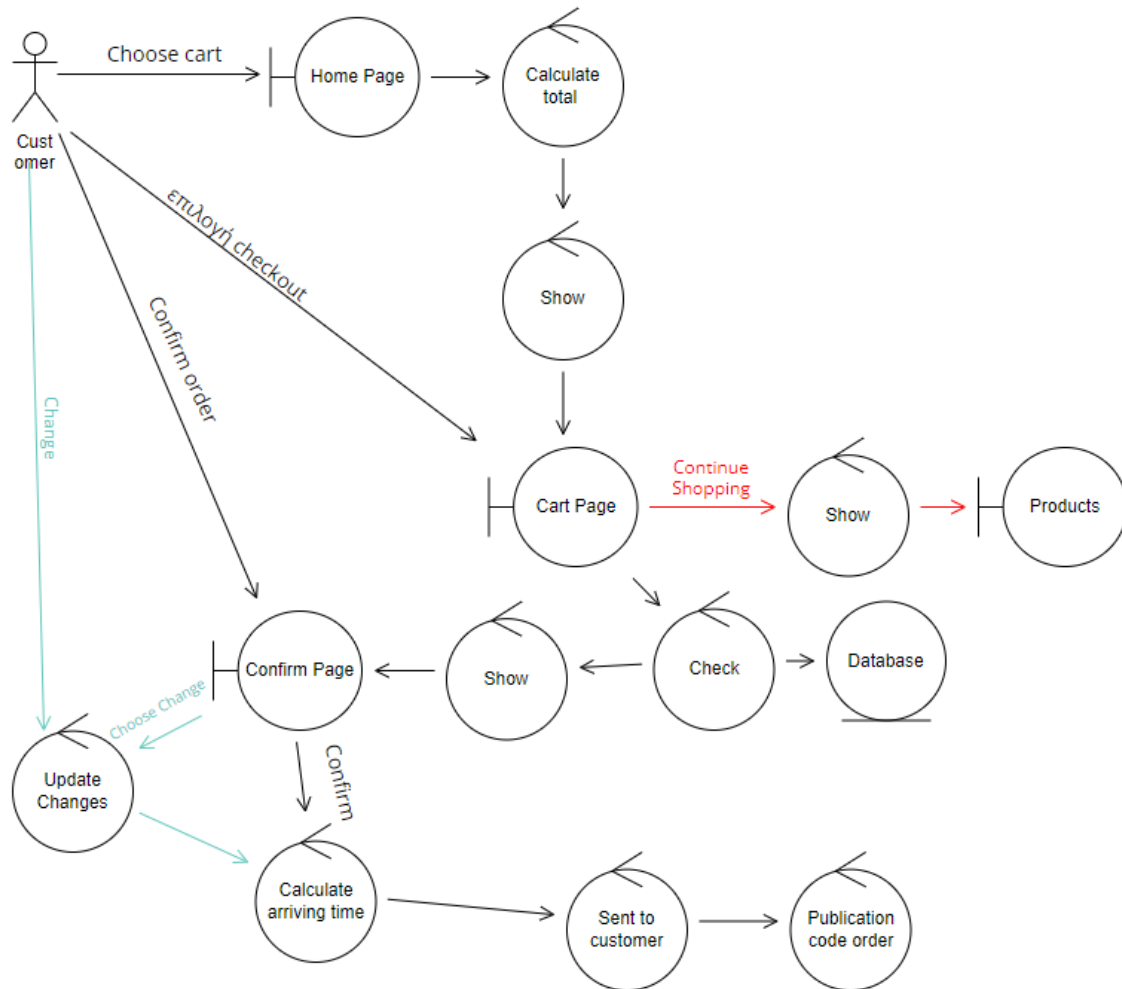 Choose cart
Home Page
Calculate
total
Cust
omer
επιλογή checkout
Show
Confirm order
Change
Continue
Shopping
Cart Page
Show
Products
Confirm Page
Show
Check
Database
Choose Change
Update
Changes
Confirm
Calculate
arriving time
Sent to
customer
Publication
code order